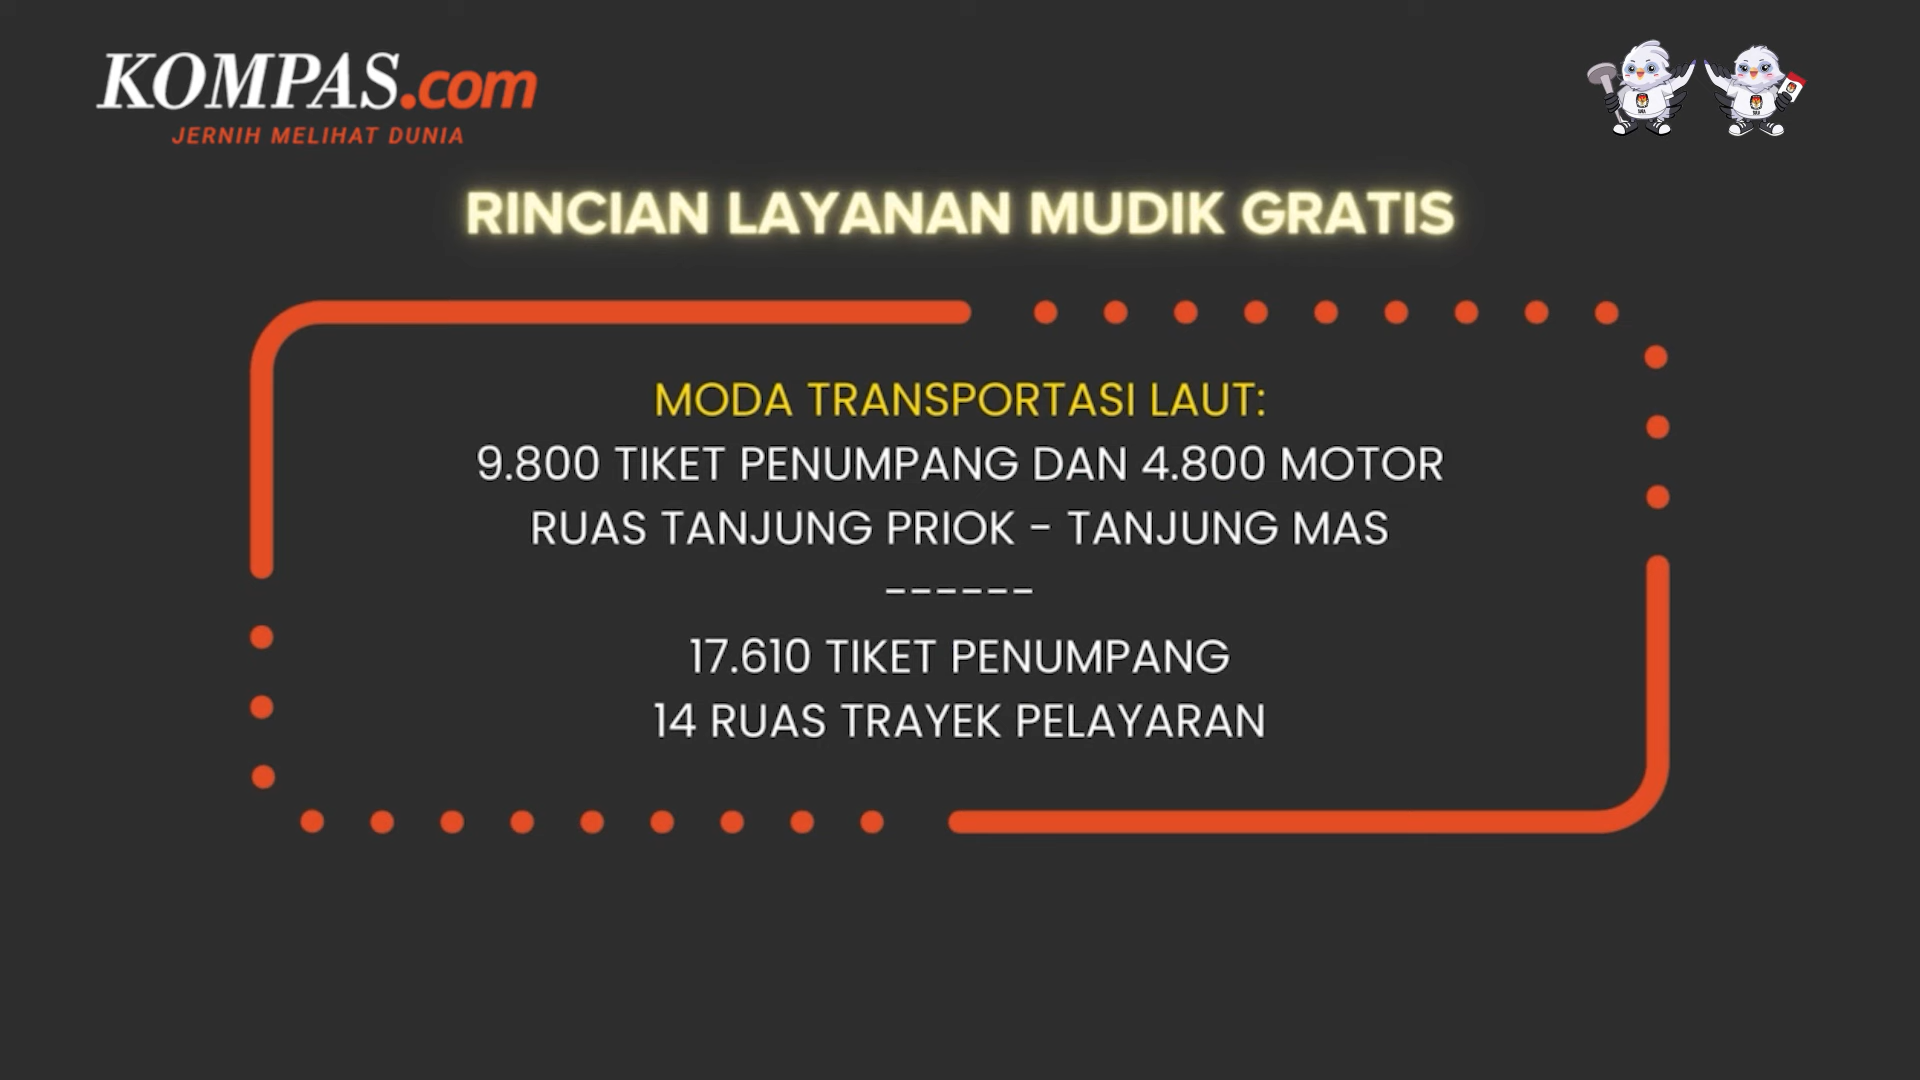 KOMPAS.com
JERNIH MELIHAT DUNIA
RINCIAN LAYANAN MUDIK GRATIS
MODA TRANSPORTASI LAUT:
9.800 TIKET PENUMPANG DAN 4.800 MOTOR
RUAS TANJUNG PRIOK - TANJUNG MAS
------
17.610 TIKET PENUMPANG
14 RUAS TRAYEK PELAYARAN